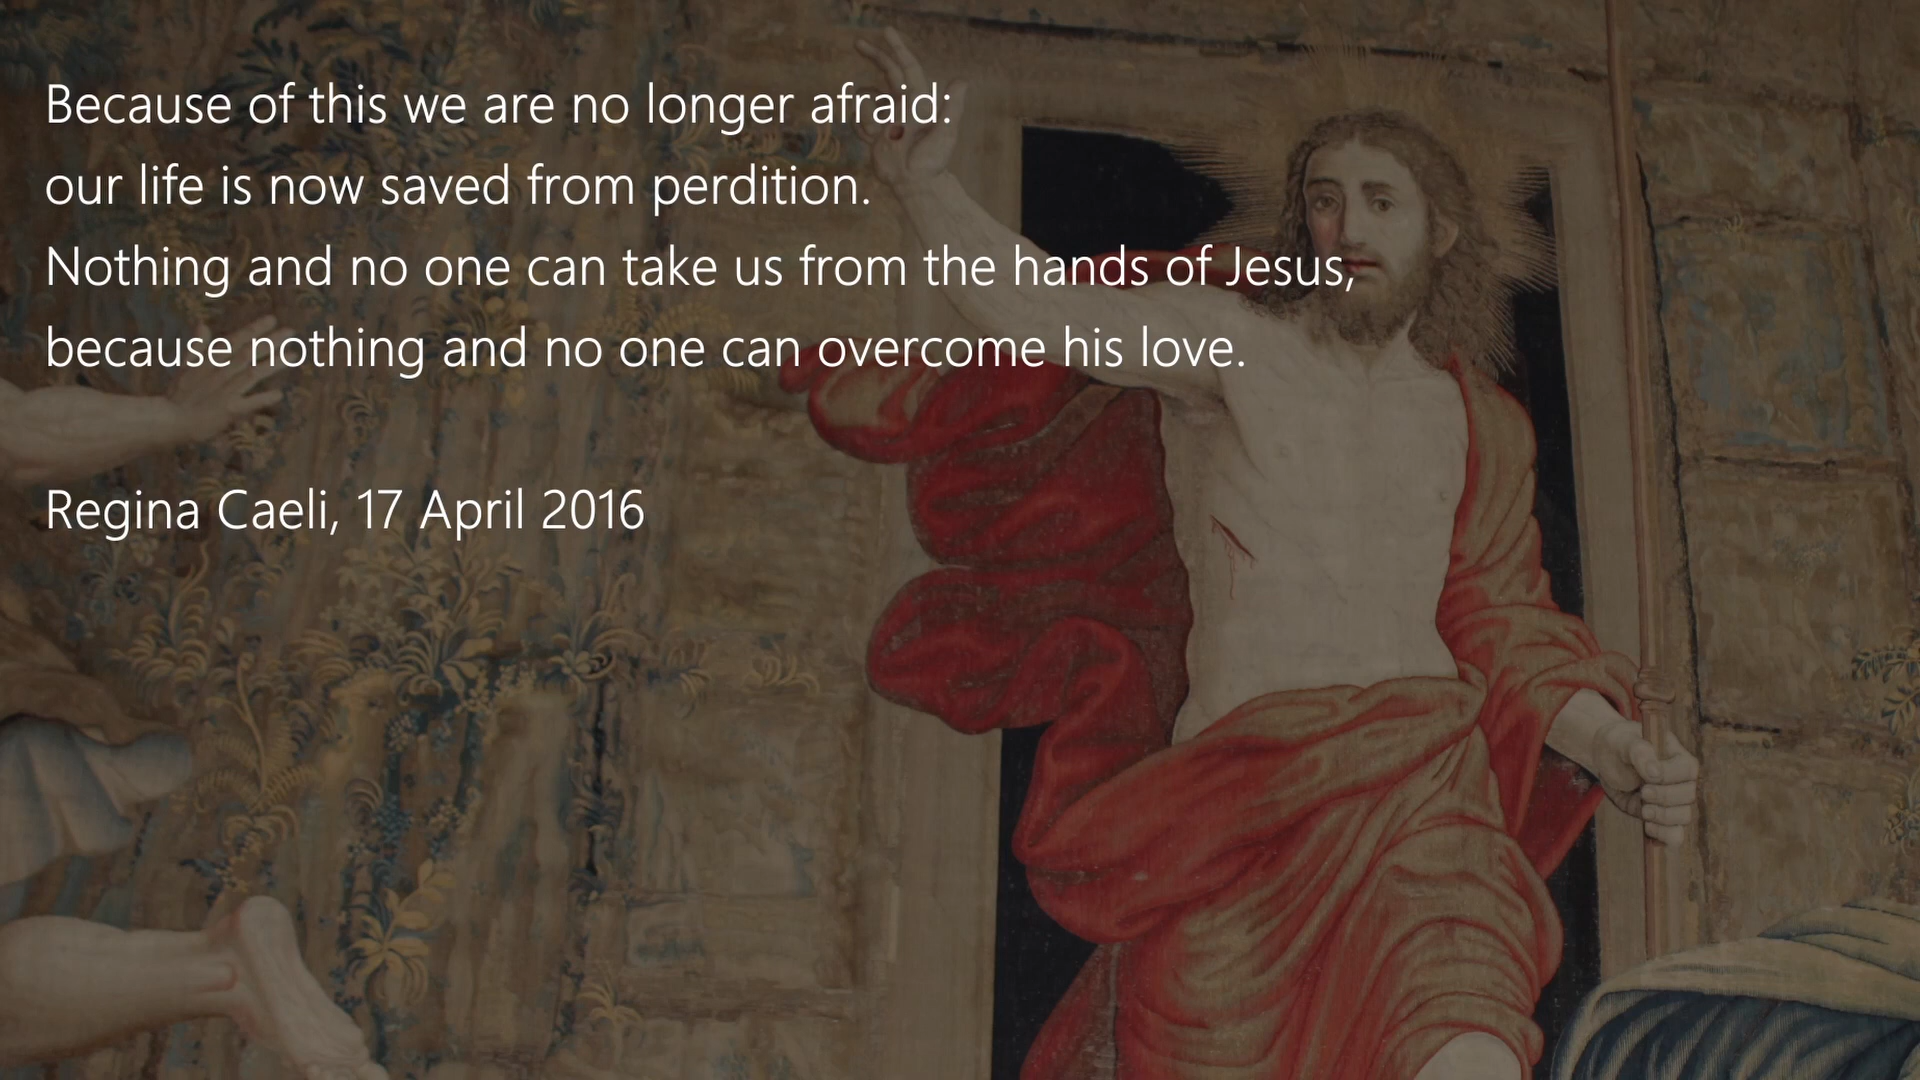 Because of this we are no longer afraid:
our life is now saved from perdition.
Nothing and no one can take us from the hands of Jesus,
because nothing and no one can overcome his love.
Regina Caeli, 17 April 2016